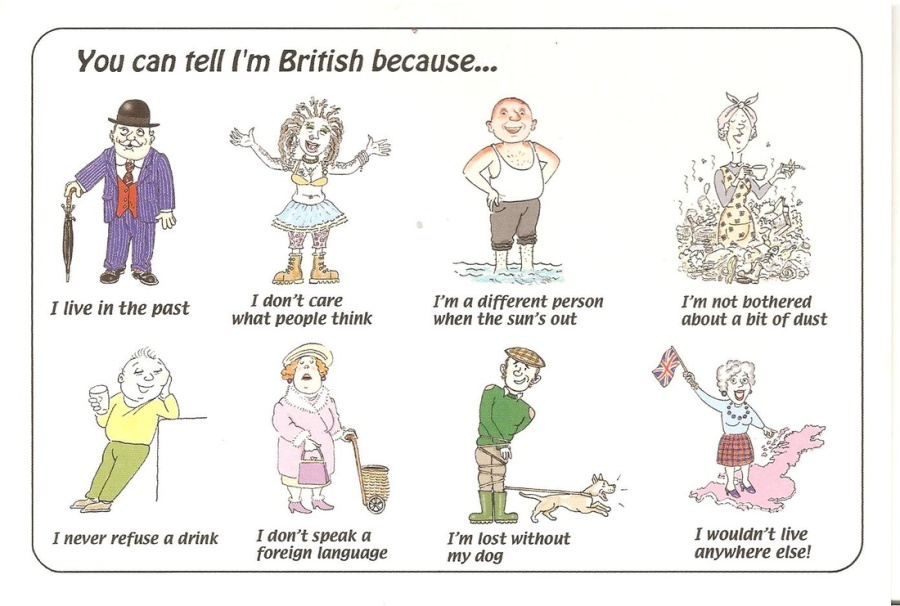 You can tell I'm British because...
I live in the past
I don't care
what people think
I'm a different person
when the sun's out
I'm not bothered
about a bit of dust
I never refuse a drink
I don't speak a
foreign language
I'm lost without
my dog
I wouldn't live
anywhere else!